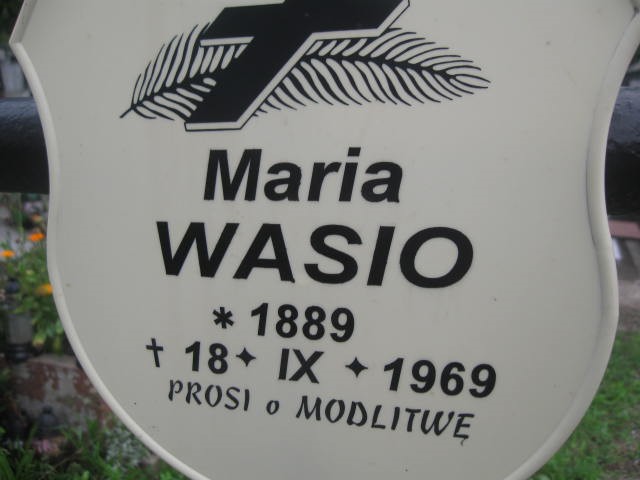 Maria
WASIO
* 1889
† 18 ✦ IX ✦ 1969
PROSI o MODLITWĘ